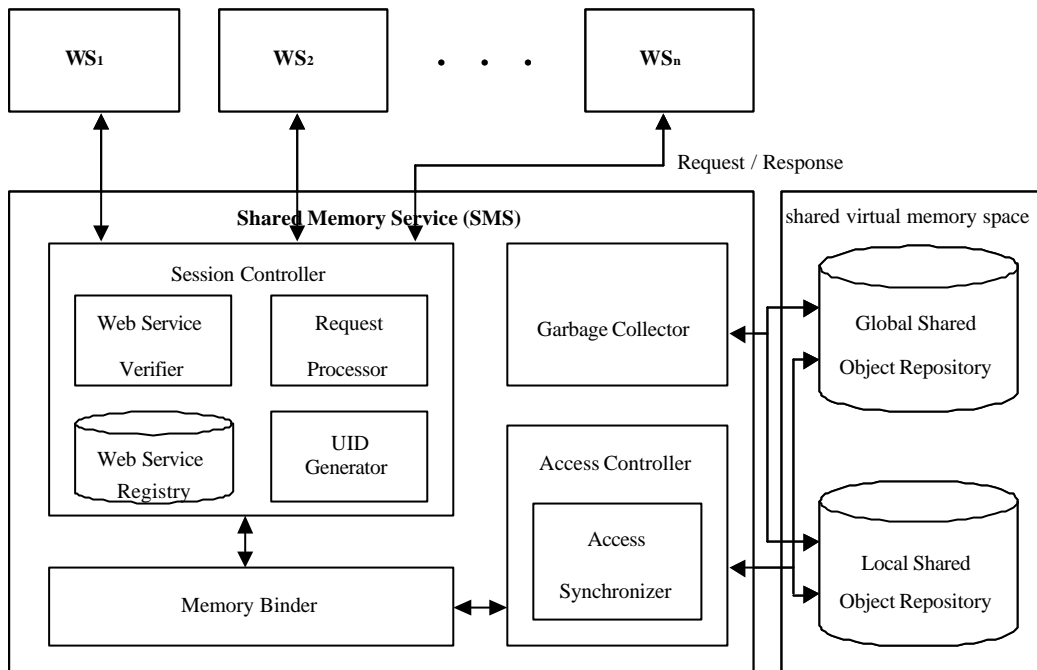 WS1
WS2
. . .
WSn
Request / Response
Shared Memory Service (SMS)
shared virtual memory space
Session Controller
Web Service
Verifier
Request
Processor
Web Service
Registry
UID
Generator
Garbage Collector
Global Shared
Object Repository
Access Controller
Access
Synchronizer
Local Shared
Object Repository
Memory Binder